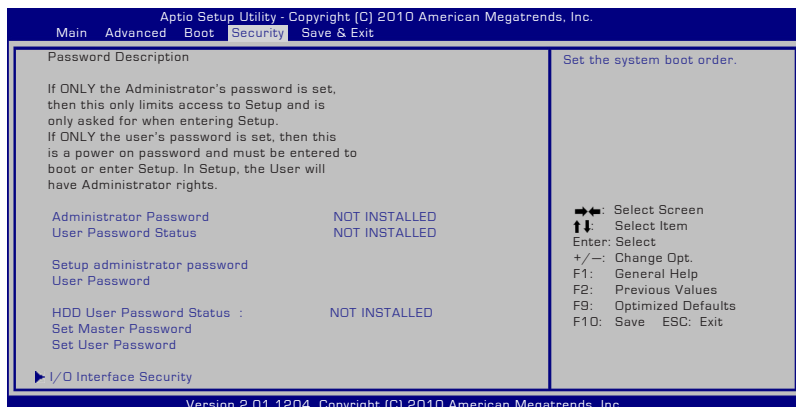 Aptio Setup Utility - Copyright (C) 2010 American Megatrends, Inc.
Main Advanced Boot Security Save & Exit
Password Description
If ONLY the Administrator's password is set,
then this only limits access to Setup and is
only asked for when entering Setup.
If ONLY the user's password is set, then this
is a power on password and must be entered to
boot or enter Setup. In Setup, the User will
have Administrator rights.
Administrator Password NOT INSTALLED
User Password Status NOT INSTALLED
Setup administrator password
User Password
HDD User Password Status : NOT INSTALLED
Set Master Password
Set User Password
I/O Interface Security
Set the system boot order.
→←: Select Screen
↑↓: Select Item
Enter: Select
+/—: Change Opt.
F1: General Help
F2: Previous Values
F9: Optimized Defaults
F10: Save ESC: Exit
Version 2.01.1204. Copyright (C) 2010 American Megatrends, Inc.